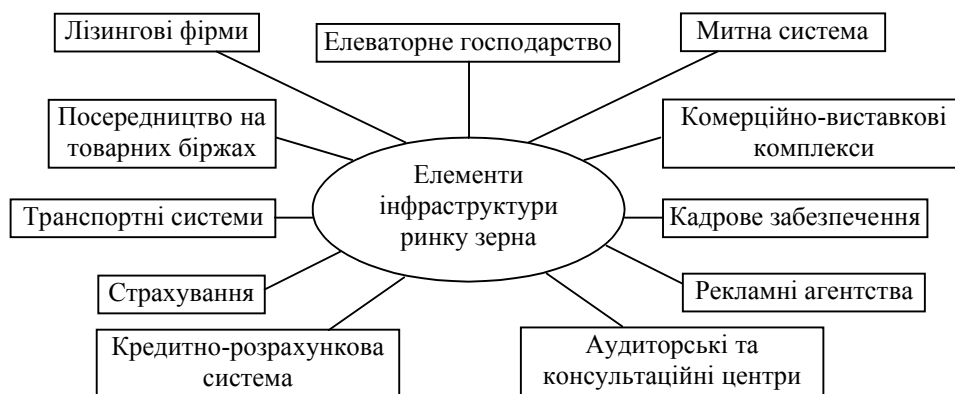 Лізингові фірми
Елеваторне господарство
Митна система
Посередництво на
товарних біржах
Комерційно-виставкові
комплекси
Елементи
інфраструктури
ринку зерна
Транспортні системи
Кадрове забезпечення
Страхування
Рекламні агентства
Кредитно-розрахункова
система
Аудиторські та
консультаційні центри